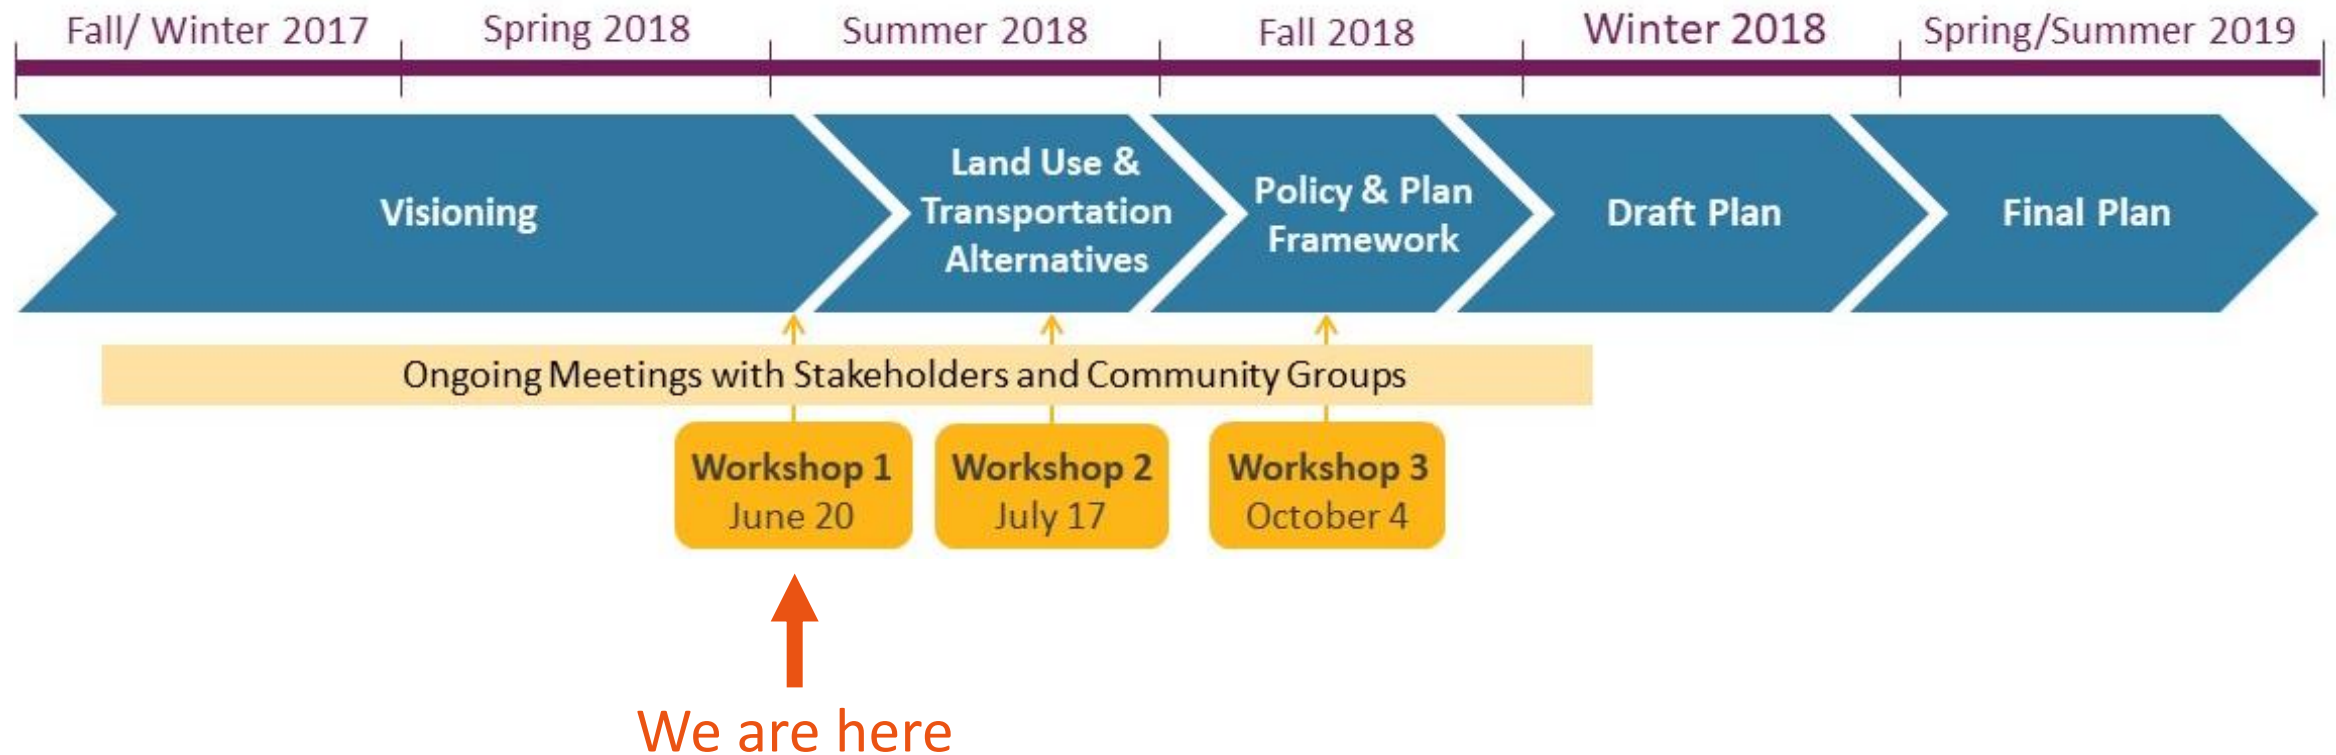 Fall/ Winter 2017
Spring 2018
Summer 2018
Fall 2018
Winter 2018
Spring/Summer 2019
Visioning
Land Use &
Transportation
Alternatives
Policy & Plan
Framework
Draft Plan
Final Plan
Ongoing Meetings with Stakeholders and Community Groups
Workshop 1
June 20
Workshop 2
July 17
Workshop 3
October 4
We are here